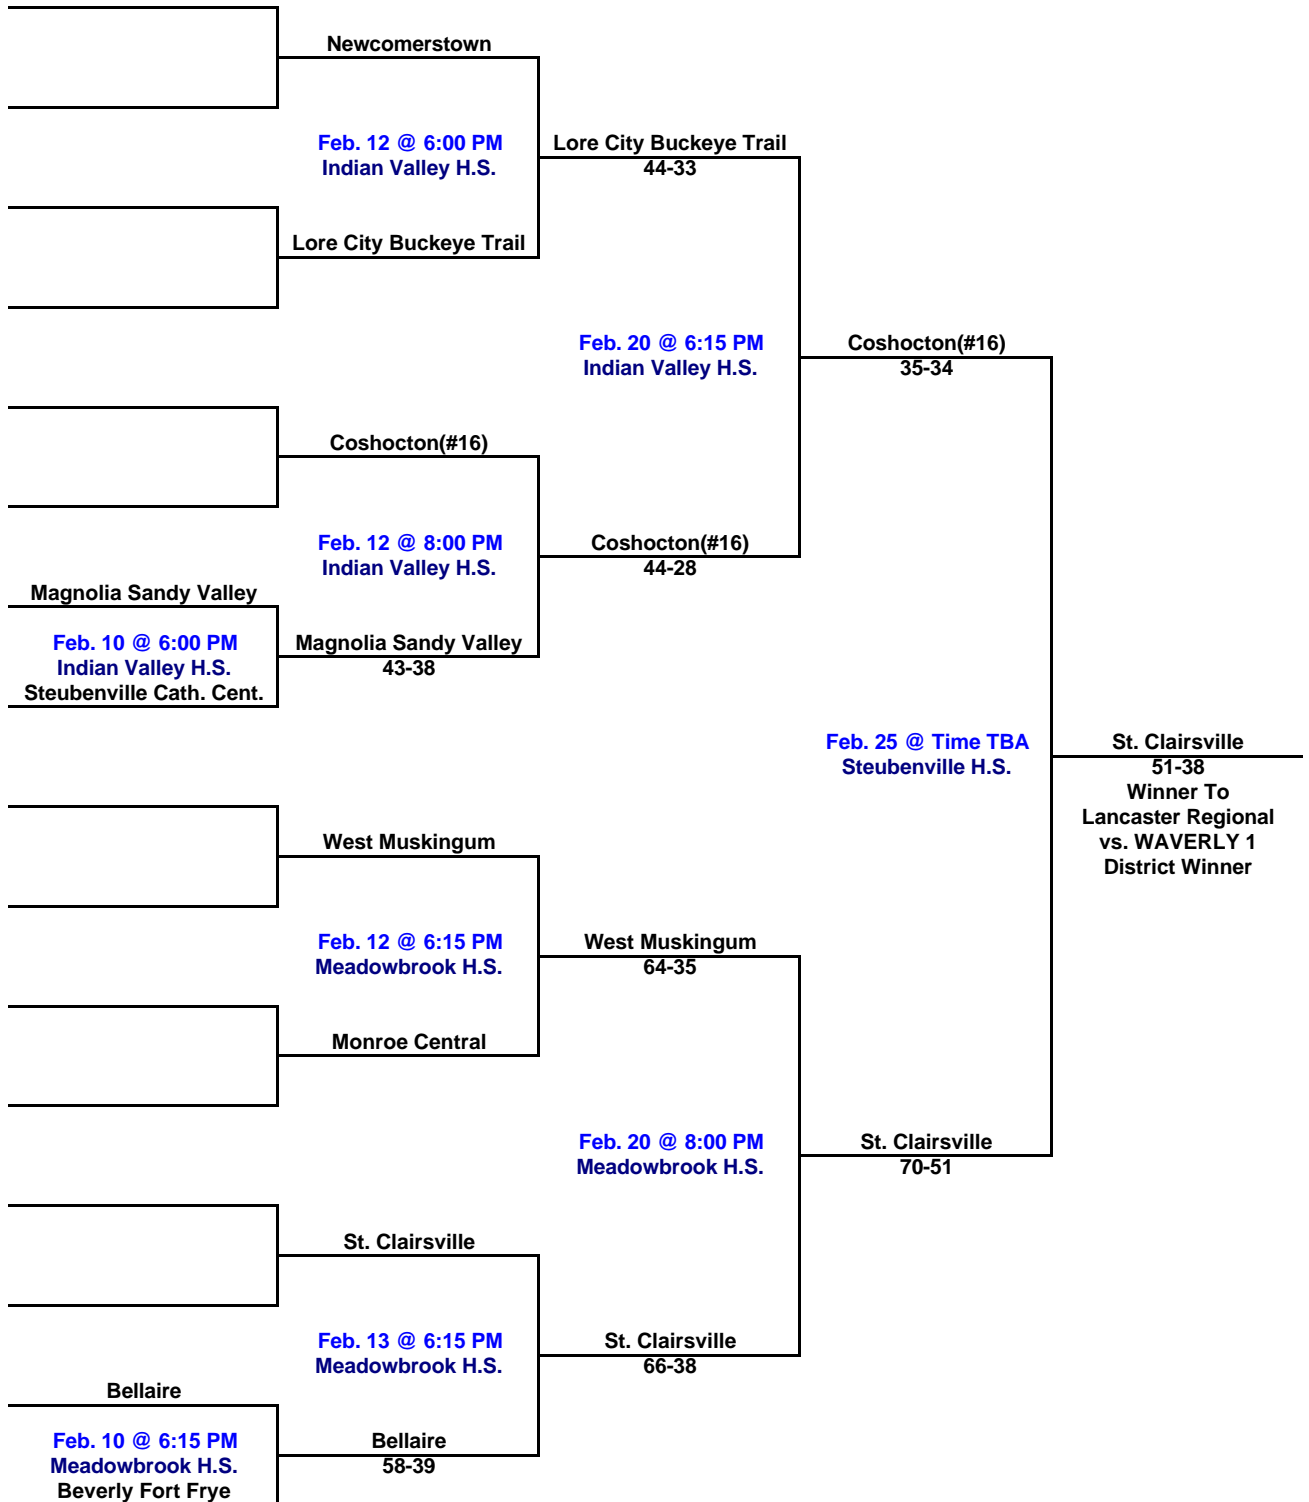 Newcomerstown
Feb. 12 @ 6:00 PM
Indian Valley H.S.
Lore City Buckeye Trail
44-33
Lore City Buckeye Trail
Feb. 20 @ 6:15 PM
Indian Valley H.S.
Coshocton(#16)
35-34
Coshocton(#16)
Feb. 12 @ 8:00 PM
Indian Valley H.S.
Coshocton(#16)
44-28
Magnolia Sandy Valley
Feb. 10 @ 6:00 PM
Indian Valley H.S.
Steubenville Cath. Cent.
Magnolia Sandy Valley
43-38
Feb. 25 @ Time TBA
Steubenville H.S.
St. Clairsville
51-38
Winner To
Lancaster Regional
vs. WAVERLY 1
District Winner
West Muskingum
Feb. 12 @ 6:15 PM
Meadowbrook H.S.
West Muskingum
64-35
Monroe Central
Feb. 20 @ 8:00 PM
Meadowbrook H.S.
St. Clairsville
70-51
St. Clairsville
Feb. 13 @ 6:15 PM
Meadowbrook H.S.
St. Clairsville
66-38
Bellaire
Feb. 10 @ 6:15 PM
Meadowbrook H.S.
Beverly Fort Frye
Bellaire
58-39